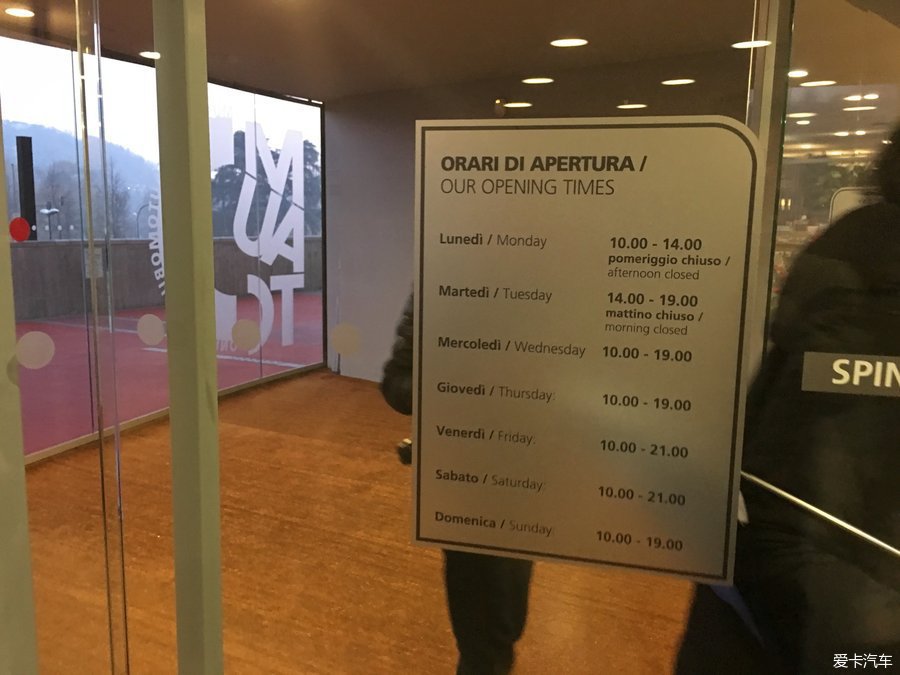 ORARI DI APERTURA /
OUR OPENING TIMES
Lunedì / Monday 10.00 - 14.00
pomeriggio chiuso /
afternoon closed
Martedì / Tuesday 14.00 - 19.00
mattino chiuso /
morning closed
Mercoledì / Wednesday 10.00 - 19.00
Giovedì / Thursday: 10.00 - 19.00
Venerdì / Friday: 10.00 - 21.00
Sabato / Saturday: 10.00 - 21.00
Domenica / Sunday: 10.00 - 19.00
SPIN
爱卡汽车